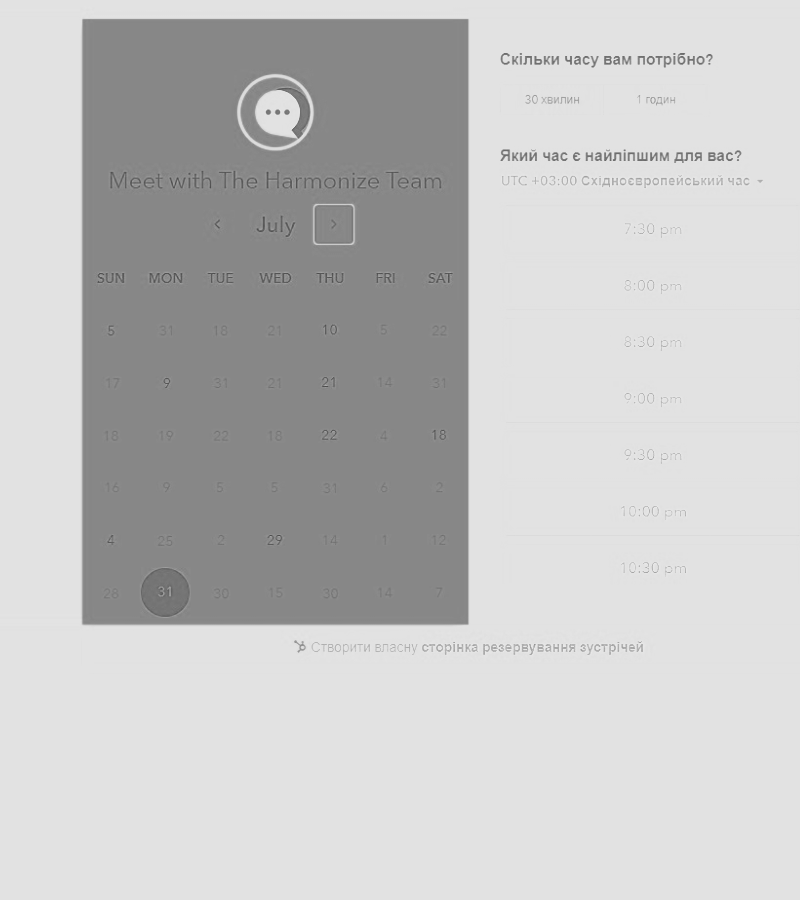 Meet with The Harmonize Team
July
SUN MON TUE WED THU FRI SAT
5 31 18 21 10 5 22
17 9 31 21 21 14 31
18 19 22 18 22 4 18
16 9 5 5 31 6 2
4 25 2 29 14 1 12
28 31 30 15 30 14 7
Скільки часу вам потрібно?
30 хвилин 1 годин
Який час є найліпшим для вас?
UTC +03:00 Східноєвропейський час
7:30 pm
8:00 pm
8:30 pm
9:00 pm
9:30 pm
10:00 pm
10:30 pm
Створити власну сторінка резервування зустрічей